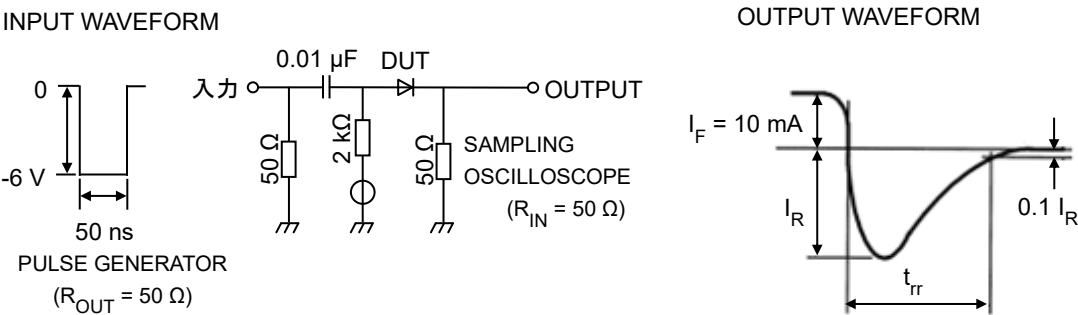 INPUT WAVEFORM
0
-6 V
50 ns
PULSE GENERATOR
(R_OUT = 50 Ω)
入力
0.01 μF
DUT
OUTPUT
50 Ω
2 kΩ
50 Ω
SAMPLING
OSCILLOSCOPE
(R_IN = 50 Ω)
OUTPUT WAVEFORM
I_F = 10 mA
I_R
0.1 I_R
t_rr